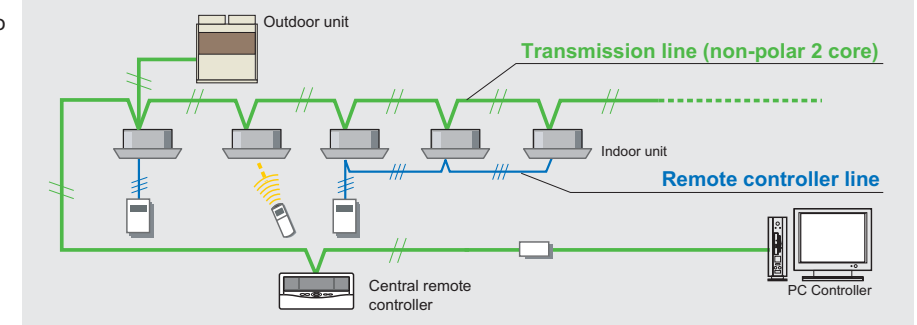 o
Outdoor unit
Transmission line (non-polar 2 core)
Indoor unit
Remote controller line
Central remote
controller
PC Controller